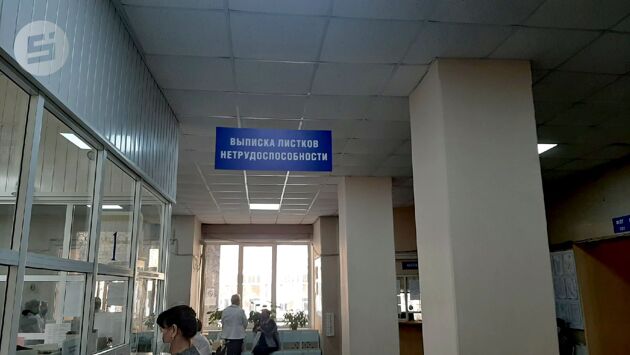 ВЫПИСКА ЛИСТКОВ
НЕТРУДОСПОСОБНОСТИ